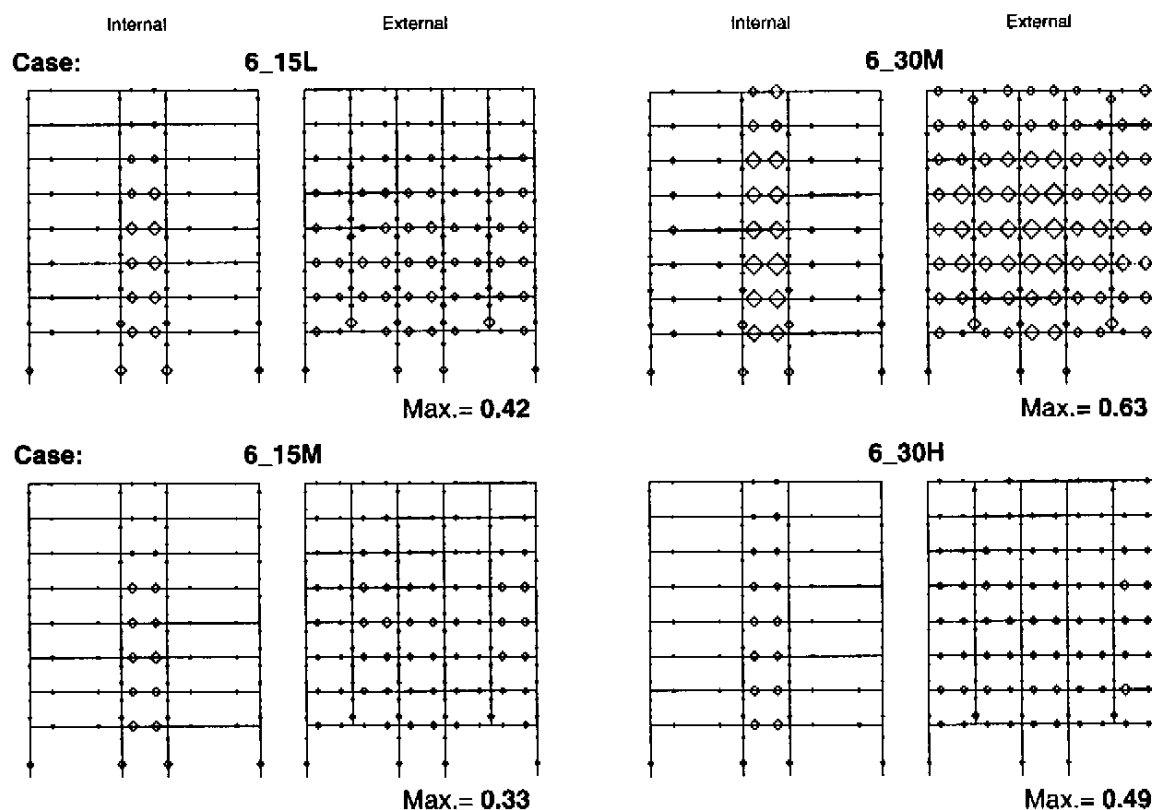 Internal External Internal External
Case: 6_15L 6_30M
Max.= 0.42 Max.= 0.63
Case: 6_15M 6_30H
Max.= 0.33 Max.= 0.49